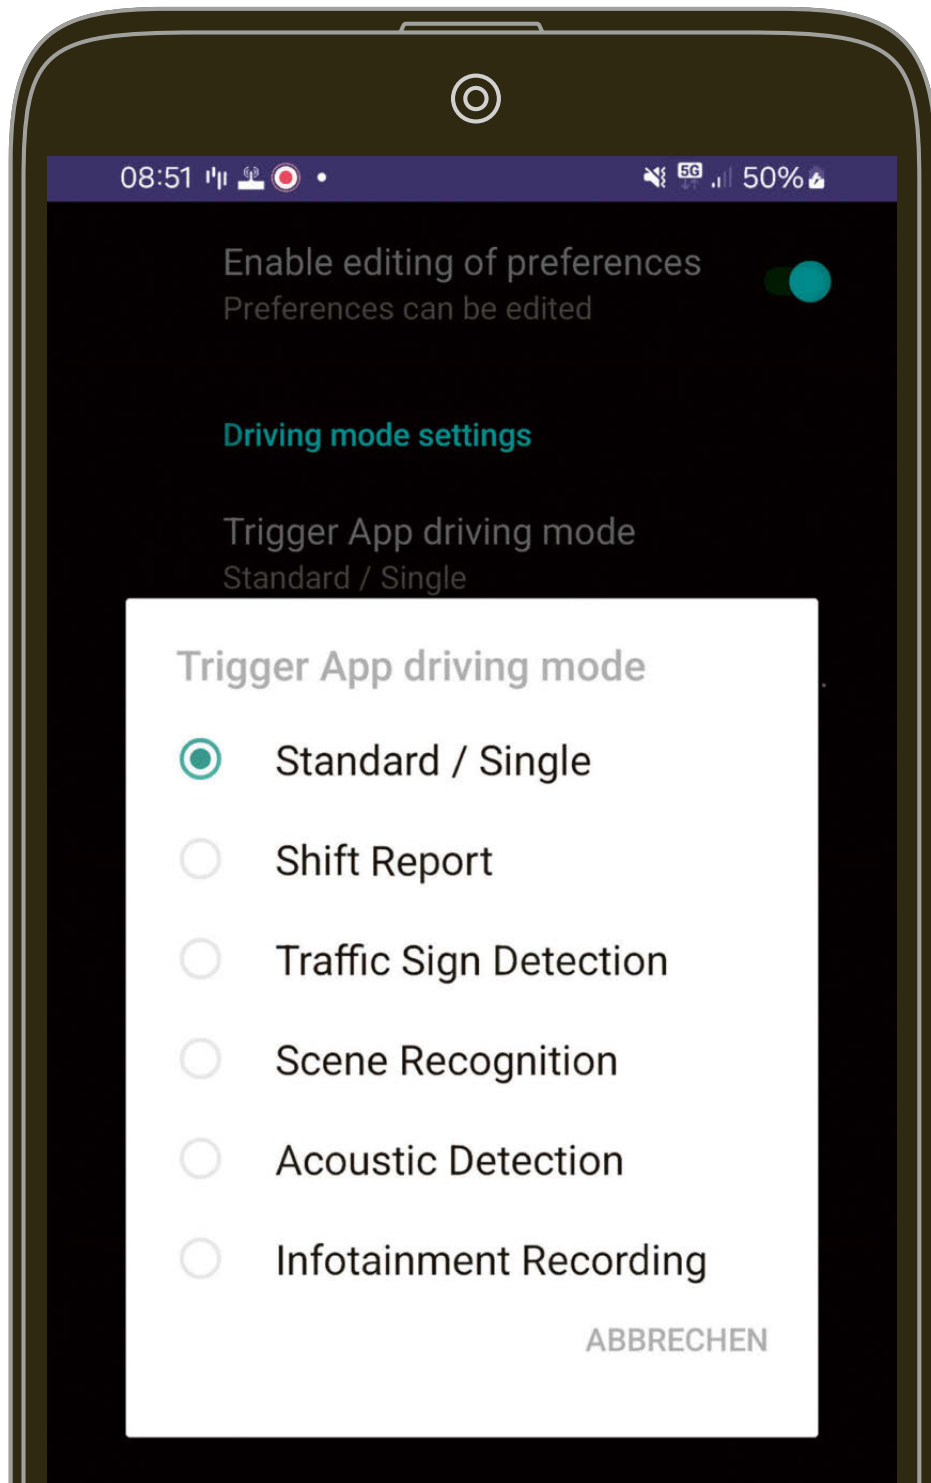 08:51
5G
50%
Enable editing of preferences
Preferences can be edited
Driving mode settings
Trigger App driving mode
Standard / Single
Trigger App driving mode
Standard / Single
Shift Report
Traffic Sign Detection
Scene Recognition
Acoustic Detection
Infotainment Recording
ABBRECHEN